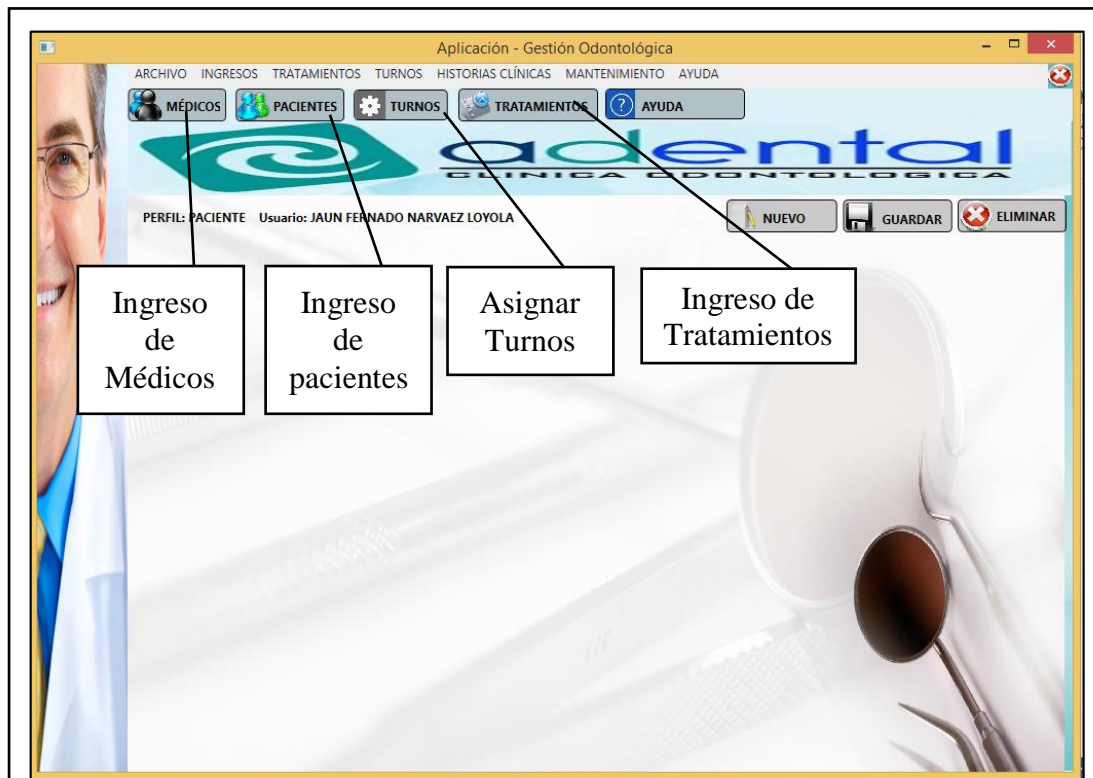 Aplicación - Gestión Odontológica
ARCHIVO INGRESOS TRATAMIENTOS TURNOS HISTORIAS CLÍNICAS MANTENIMIENTO AYUDA
MÉDICOS PACIENTES TURNOS TRATAMIENTOS ? AYUDA
adental
CLINICA ODONTOLOGICA
PERFIL: PACIENTE Usuario: JAUN FERNADO NARVAEZ LOYOLA
NUEVO GUARDAR ELIMINAR
Ingreso
de
Médicos
Ingreso
de
pacientes
Asignar
Turnos
Ingreso de
Tratamientos